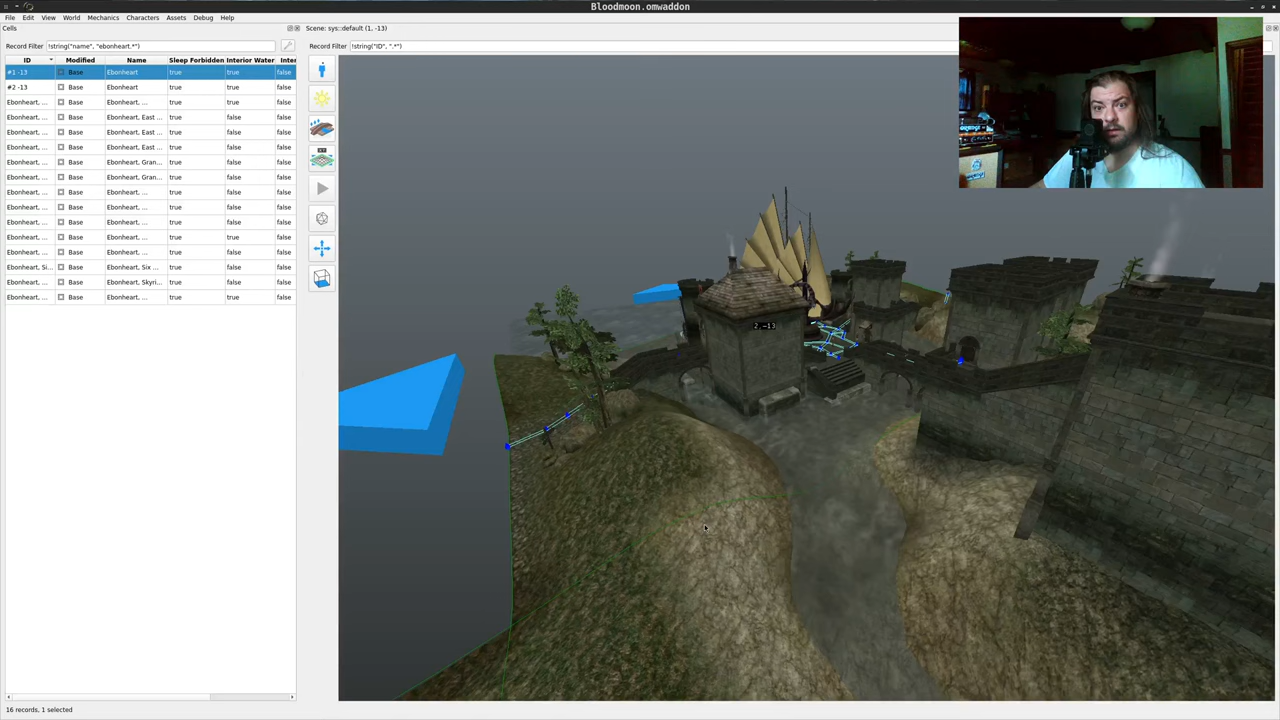 Bloodmoon.omwaddon
File Edit View World Mechanics Characters Assets Debug Help
Cells
Scene: sys::default (1, -13)
Record Filter !string("name", "ebonheart.*")
Record Filter !string("ID", ".*")
ID Modified Name Sleep Forbidden Interior Water Inter
#1 -13 Base Ebonheart true true false
#2 -13 Base Ebonheart true true false
Ebonheart, ... Base Ebonheart, ... true true false
Ebonheart, ... Base Ebonheart, East ... true false false
Ebonheart, ... Base Ebonheart, East ... true false false
Ebonheart, ... Base Ebonheart, East ... true false false
Ebonheart, ... Base Ebonheart, Gran... true false false
Ebonheart, ... Base Ebonheart, Gran... true false false
Ebonheart, ... Base Ebonheart, ... true false false
Ebonheart, ... Base Ebonheart, ... true false false
Ebonheart, ... Base Ebonheart, ... true false false
Ebonheart, ... Base Ebonheart, ... true true false
Ebonheart, ... Base Ebonheart, ... true false false
Ebonheart, Si... Base Ebonheart, Six ... true false false
Ebonheart, ... Base Ebonheart, Skyri... true false false
Ebonheart, ... Base Ebonheart, ... true true false
2, -13
16 records, 1 selected